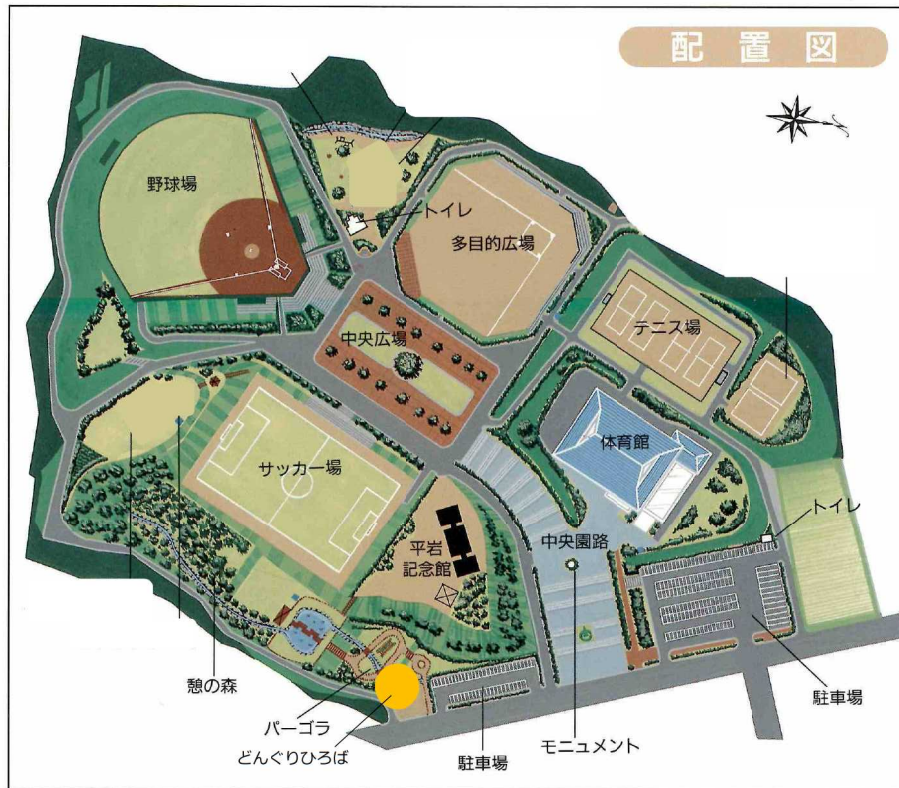 配置図
野球場
トイレ
多目的広場
中央広場
テニス場
サッカー場
体育館
トイレ
平岩
記念館
中央園路
憩の森
パーゴラ
どんぐりひろば
駐車場
モニュメント
駐車場